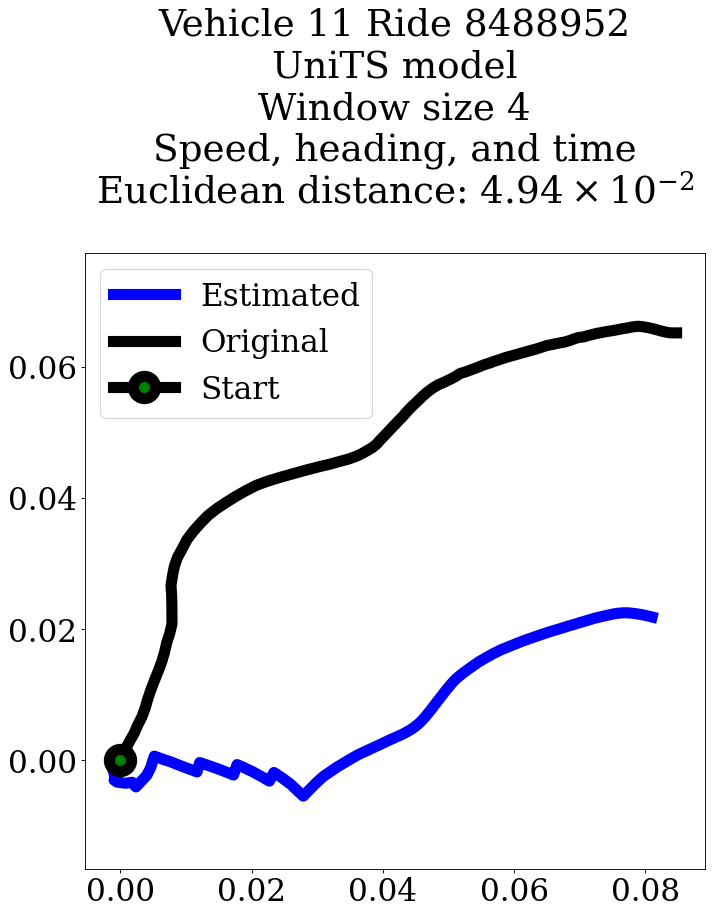 Vehicle 11 Ride 8488952
UniTS model
Window size 4
Speed, heading, and time
Euclidean distance: 4.94 × 10⁻²
Estimated
Original
Start
0.06
0.04
0.02
0.00
0.00 0.02 0.04 0.06 0.08